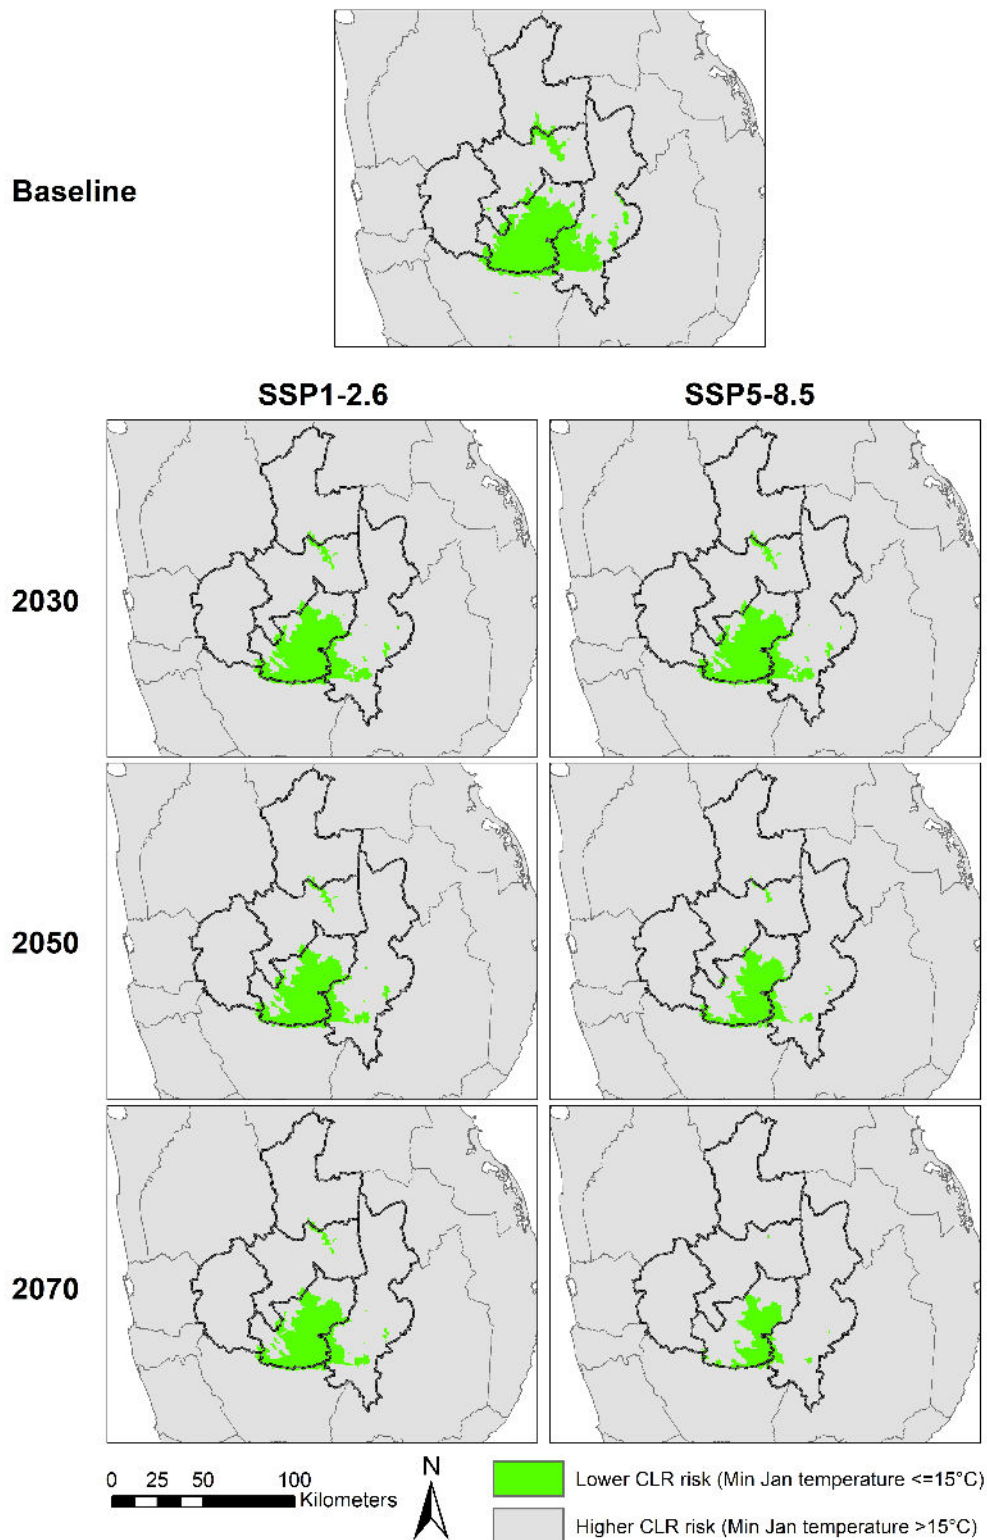 Baseline
SSP1-2.6 SSP5-8.5
2030
2050
2070
0 25 50 100
Kilometers
N
Lower CLR risk (Min Jan temperature <=15°C)
Higher CLR risk (Min Jan temperature >15°C)